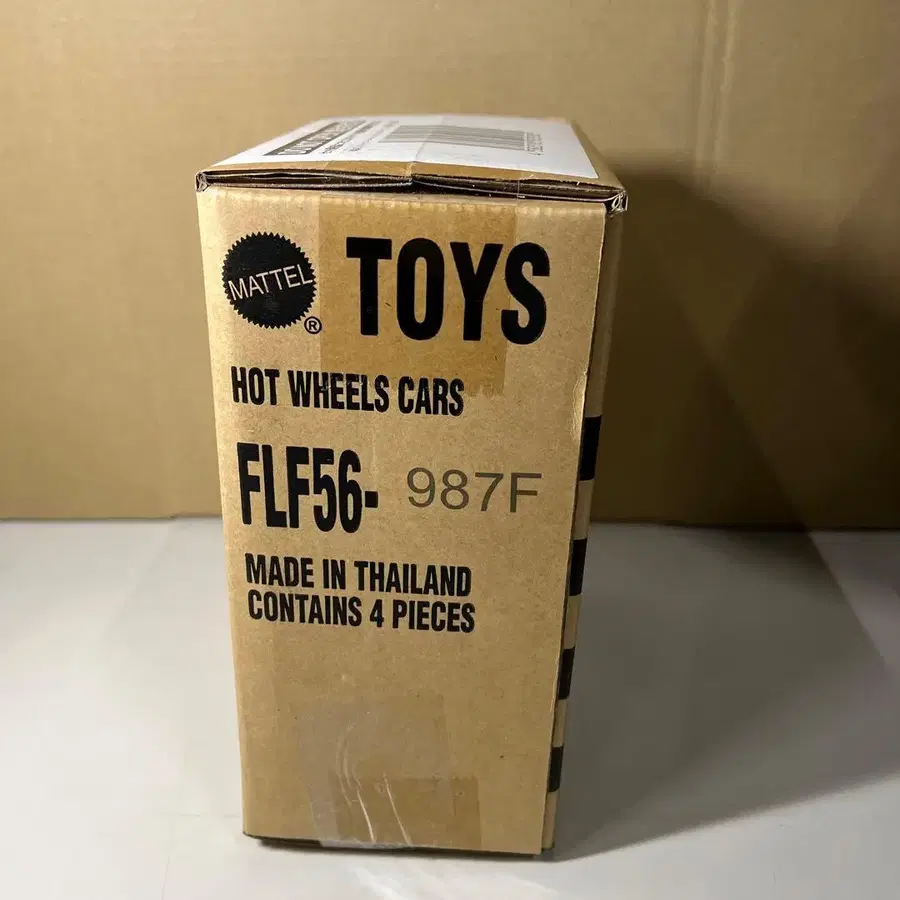 MATTEL
®
TOYS
HOT WHEELS CARS
FLF56- 987F
MADE IN THAILAND
CONTAINS 4 PIECES